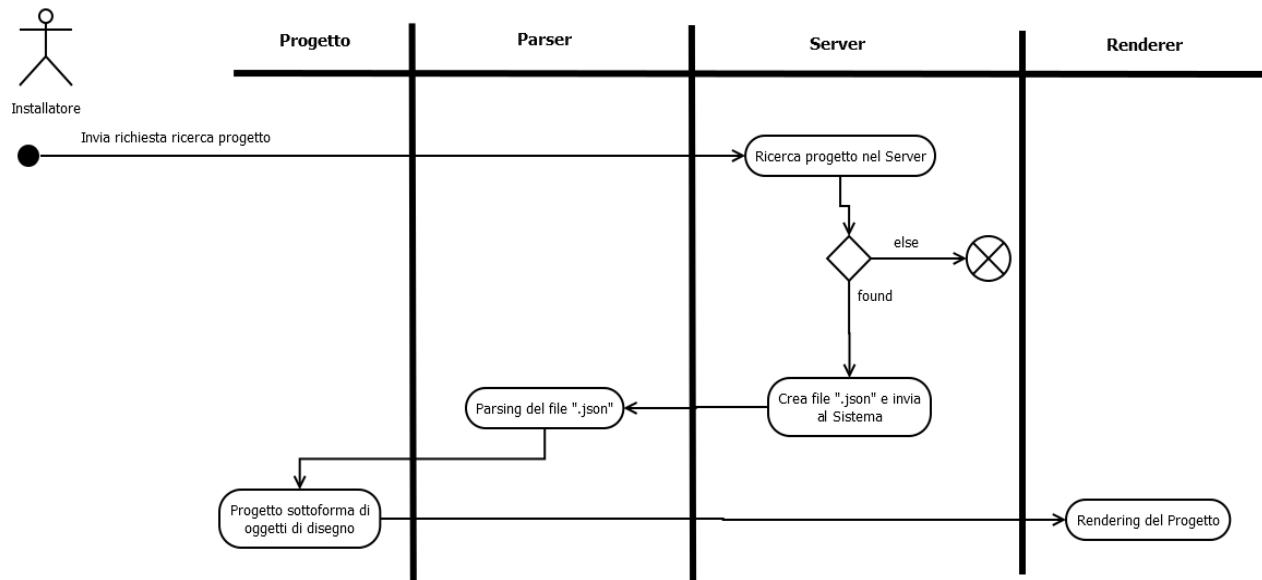 Progetto
Parser
Server
Renderer
Installatore
Invia richiesta ricerca progetto
Ricerca progetto nel Server
else
found
Crea file ".json" e invia
al Sistema
Parsing del file ".json"
Progetto sottoforma di
oggetti di disegno
Rendering del Progetto